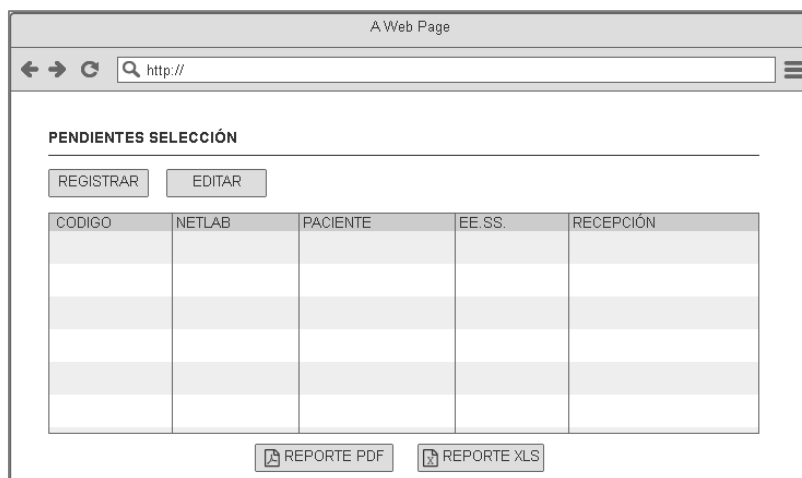 A Web Page
http://
PENDIENTES SELECCIÓN
REGISTRAR EDITAR
CODIGO NETLAB PACIENTE EE.SS. RECEPCIÓN
REPORTE PDF REPORTE XLS